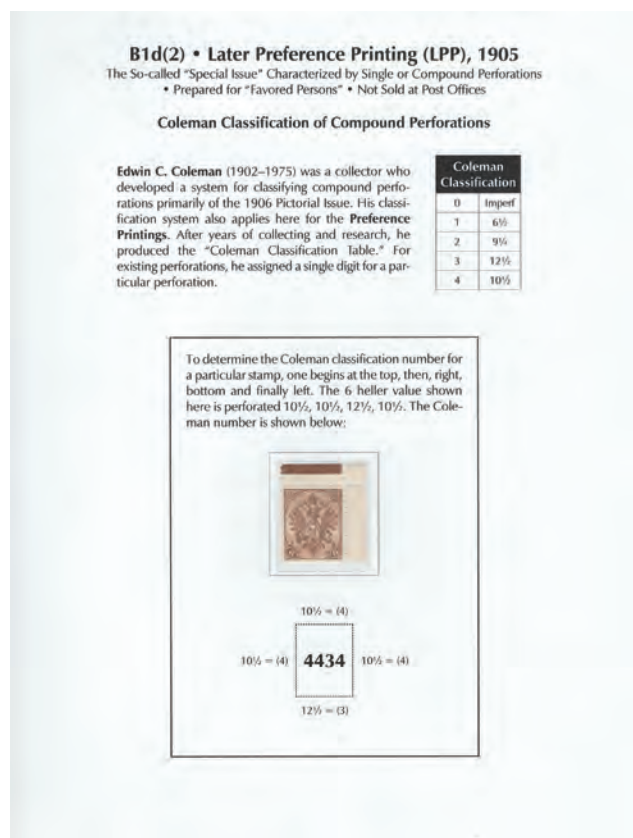 B1d(2) • Later Preference Printing (LPP), 1905
The So-called "Special Issue" Characterized by Single or Compound Perforations
• Prepared for "Favored Persons" • Not Sold at Post Offices
Coleman Classification of Compound Perforations
Edwin C. Coleman (1902–1975) was a collector who
developed a system for classifying compound perfo-
rations primarily of the 1906 Pictorial Issue. His classi-
fication system also applies here for the Preference
Printings. After years of collecting and research, he
produced the "Coleman Classification Table." For
existing perforations, he assigned a single digit for a par-
ticular perforation.
Coleman
Classification
0 Imperf
1 6½
2 9¼
3 12½
4 10½
To determine the Coleman classification number for
a particular stamp, one begins at the top, then, right,
bottom and finally left. The 6 heller value shown
here is perforated 10½, 10½, 12½, 10½. The Cole-
man number is shown below:
10½ = (4)
10½ = (4) 4434 10½ = (4)
12½ = (3)